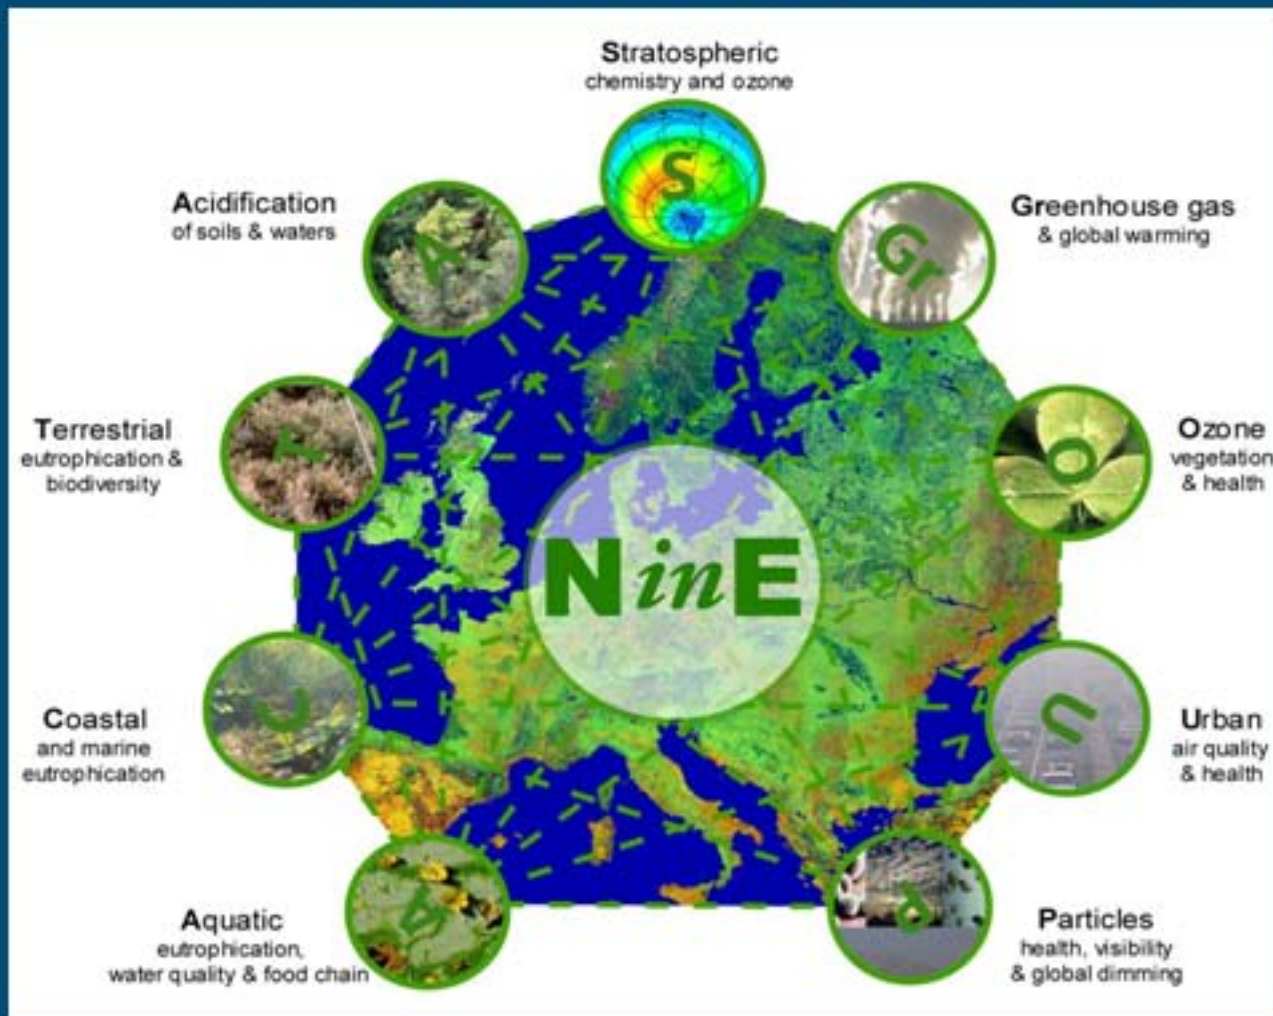 Stratospheric
chemistry and ozone
S
Acidification
of soils & waters
A
Greenhouse gas
& global warming
Gr
Terrestrial
eutrophication &
biodiversity
T
Ozone
vegetation
& health
O
NinE
Coastal
and marine
eutrophication
C
Urban
air quality
& health
U
Aquatic
eutrophication,
water quality & food chain
A
Particles
health, visibility
& global dimming
P